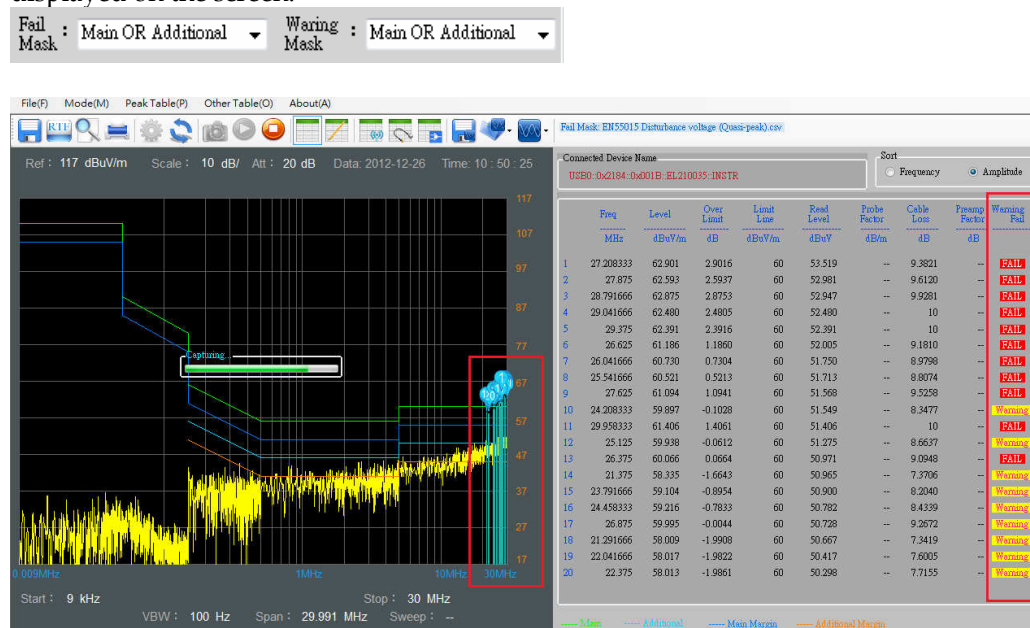 displayed on the screen.
Fail Mask : Main OR Additional Waring Mask : Main OR Additional
File(F) Mode(M) Peak Table(P) Other Table(O) About(A)
RTF
Fail Mask: EN55015 Disturbance voltage (Quasi-peak).csv
Ref : 117 dBuV/m Scale : 10 dB/ Att : 20 dB Data: 2012-12-26 Time: 10 : 50 : 25
117
107
97
87
77
67
57
47
37
27
17
Capturing...
0.009MHz 1MHz 10MHz 30MHz
Start : 9 kHz Stop : 30 MHz
VBW : 100 Hz Span : 29.991 MHz Sweep : --
Connected Device Name
USB0::0x2184::0x001B::EL210035::INSTR
Sort
Frequency Amplitude
Freq Level Over Limit Limit Line Read Level Probe Factor Cable Loss Preamp Factor Warning Fail
MHz dBuV/m dB dBuV/m dBuV dB/m dB dB
1 27.208333 62.901 2.9016 60 53.519 -- 9.3821 -- FAIL
2 27.875 62.593 2.5937 60 52.981 -- 9.6120 -- FAIL
3 28.791666 62.875 2.8753 60 52.947 -- 9.9281 -- FAIL
4 29.041666 62.480 2.4805 60 52.480 -- 10 -- FAIL
5 29.375 62.391 2.3916 60 52.391 -- 10 -- FAIL
6 26.625 61.186 1.1860 60 52.005 -- 9.1810 -- FAIL
7 26.041666 60.730 0.7304 60 51.750 -- 8.9798 -- FAIL
8 25.541666 60.521 0.5213 60 51.713 -- 8.8074 -- FAIL
9 27.625 61.094 1.0941 60 51.568 -- 9.5258 -- FAIL
10 24.208333 59.897 -0.1028 60 51.549 -- 8.3477 -- Warning
11 29.958333 61.406 1.4061 60 51.406 -- 10 -- FAIL
12 25.125 59.938 -0.0612 60 51.275 -- 8.6637 -- Warning
13 26.375 60.066 0.0664 60 50.971 -- 9.0948 -- FAIL
14 21.375 58.335 -1.6643 60 50.965 -- 7.3706 -- Warning
15 23.791666 59.104 -0.8954 60 50.900 -- 8.2040 -- Warning
16 24.458333 59.216 -0.7833 60 50.782 -- 8.4339 -- Warning
17 26.875 59.995 -0.0044 60 50.728 -- 9.2672 -- Warning
18 21.291666 58.009 -1.9908 60 50.667 -- 7.3419 -- Warning
19 22.041666 58.017 -1.9822 60 50.417 -- 7.6005 -- Warning
20 22.375 58.013 -1.9861 60 50.298 -- 7.7155 -- Warning
----- Main ----- Additional ----- Main Margin ----- Additional Margin